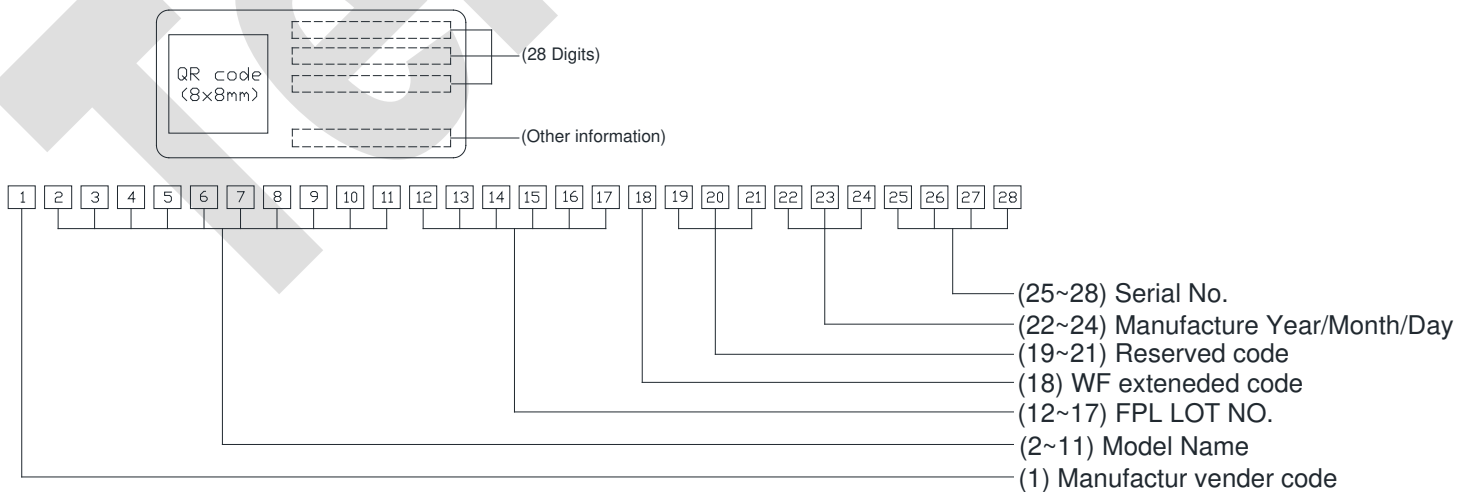 QR code
(8×8mm)
(28 Digits)
(Other information)
1 2 3 4 5 6 7 8 9 10 11 12 13 14 15 16 17 18 19 20 21 22 23 24 25 26 27 28
(25~28) Serial No.
(22~24) Manufacture Year/Month/Day
(19~21) Reserved code
(18) WF exteneded code
(12~17) FPL LOT NO.
(2~11) Model Name
(1) Manufactur vender code